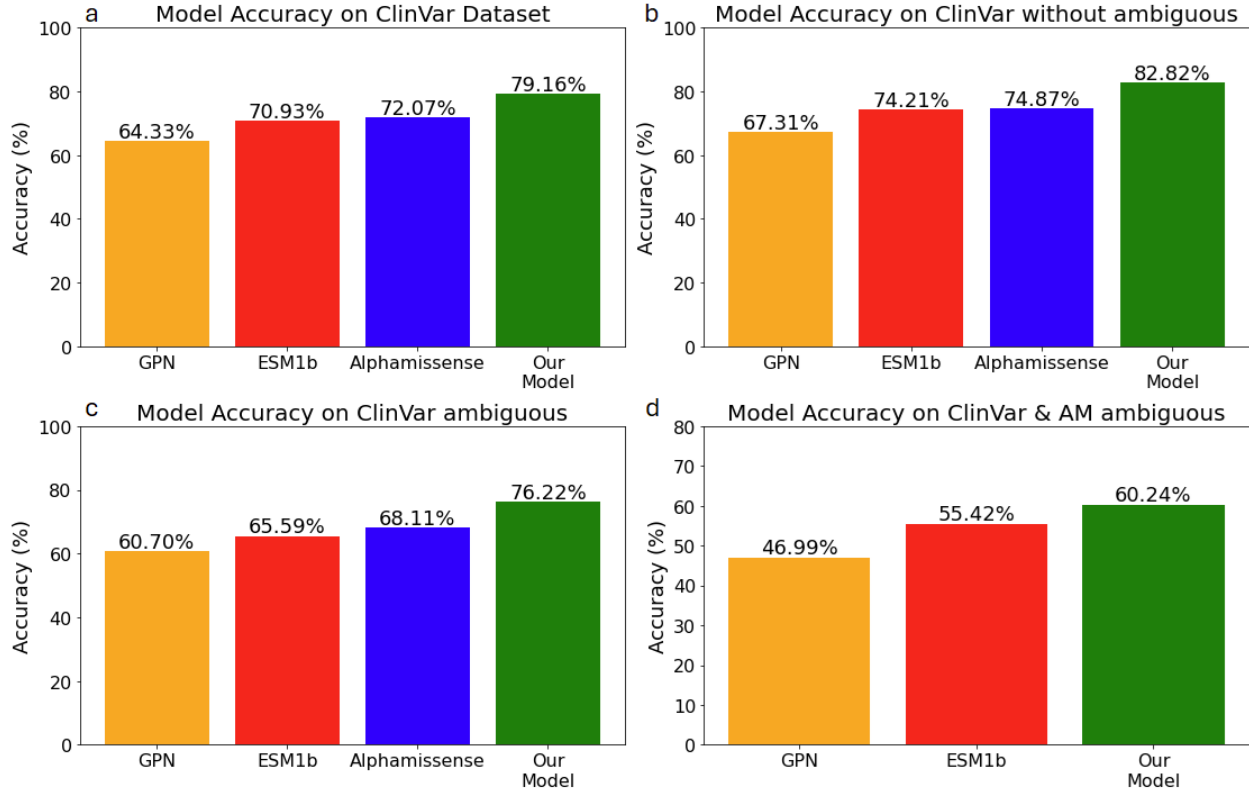 a
Model Accuracy on ClinVar Dataset
Accuracy (%)
100
80
60
40
20
0
64.33%
70.93%
72.07%
79.16%
GPN
ESM1b
Alphamissense
Our
Model
b
Model Accuracy on ClinVar without ambiguous
Accuracy (%)
100
80
60
40
20
0
67.31%
74.21%
74.87%
82.82%
GPN
ESM1b
Alphamissense
Our
Model
c
Model Accuracy on ClinVar ambiguous
Accuracy (%)
100
80
60
40
20
0
60.70%
65.59%
68.11%
76.22%
GPN
ESM1b
Alphamissense
Our
Model
d
Model Accuracy on ClinVar & AM ambiguous
Accuracy (%)
80
70
60
50
40
30
20
10
0
46.99%
55.42%
60.24%
GPN
ESM1b
Our
Model